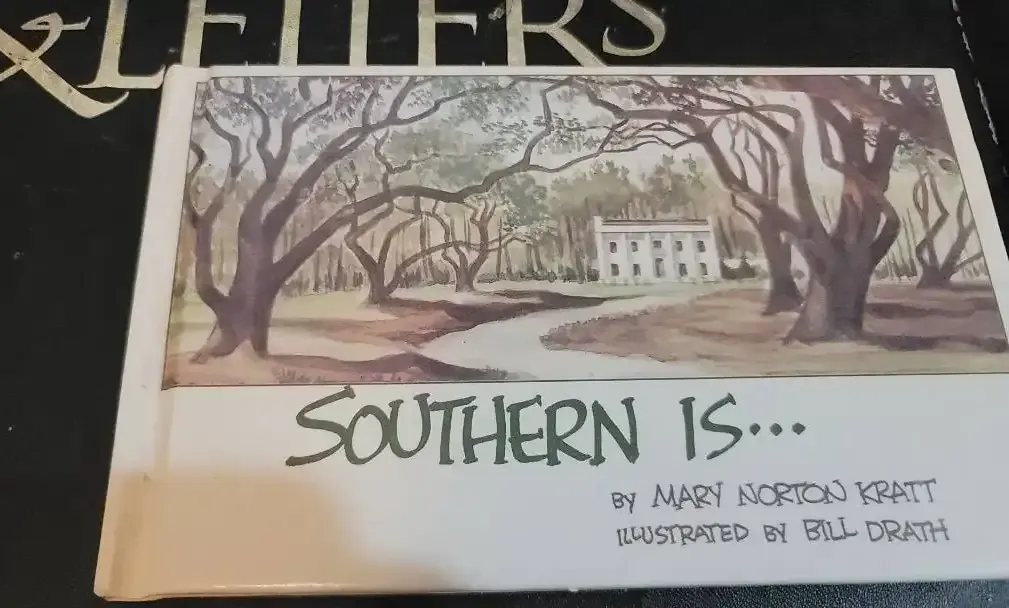 & LETTERS
SOUTHERN IS...
BY MARY NORTON KRATT
ILLUSTRATED BY BILL DRATH